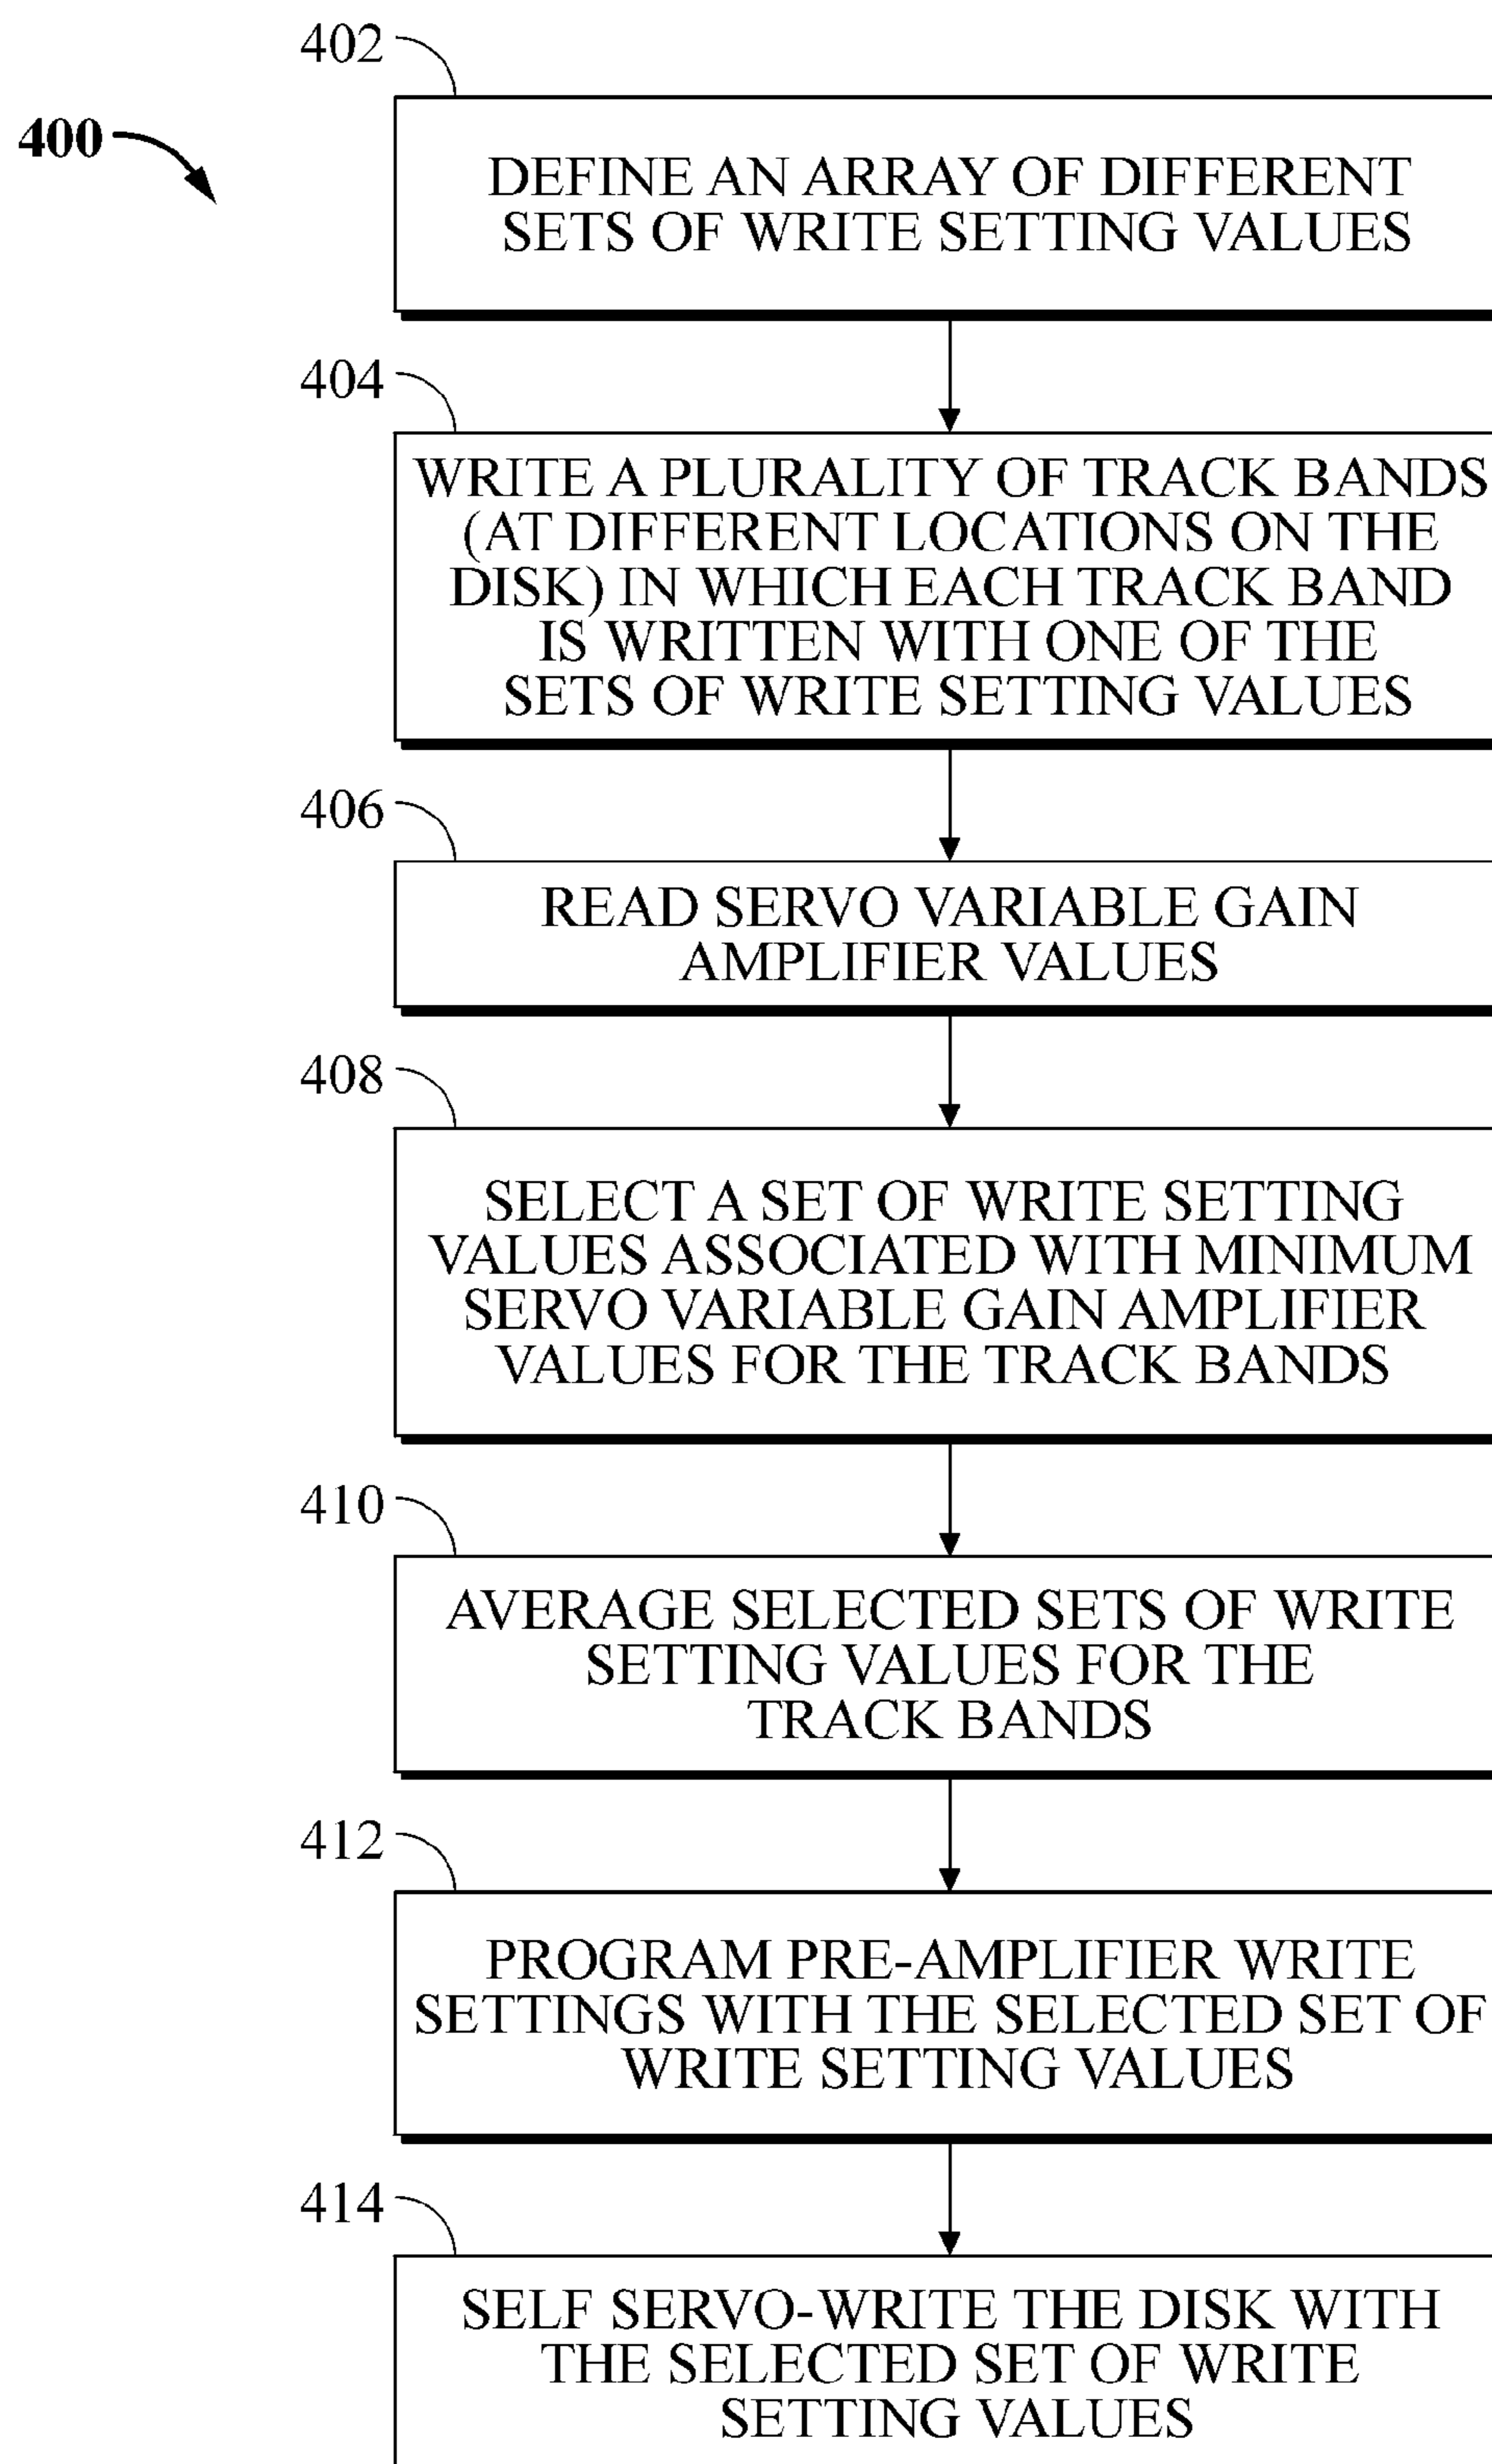 402
400
DEFINE AN ARRAY OF DIFFERENT
SETS OF WRITE SETTING VALUES
404
WRITE A PLURALITY OF TRACK BANDS
(AT DIFFERENT LOCATIONS ON THE
DISK) IN WHICH EACH TRACK BAND
IS WRITTEN WITH ONE OF THE
SETS OF WRITE SETTING VALUES
406
READ SERVO VARIABLE GAIN
AMPLIFIER VALUES
408
SELECT A SET OF WRITE SETTING
VALUES ASSOCIATED WITH MINIMUM
SERVO VARIABLE GAIN AMPLIFIER
VALUES FOR THE TRACK BANDS
410
AVERAGE SELECTED SETS OF WRITE
SETTING VALUES FOR THE
TRACK BANDS
412
PROGRAM PRE-AMPLIFIER WRITE
SETTINGS WITH THE SELECTED SET OF
WRITE SETTING VALUES
414
SELF SERVO-WRITE THE DISK WITH
THE SELECTED SET OF WRITE
SETTING VALUES